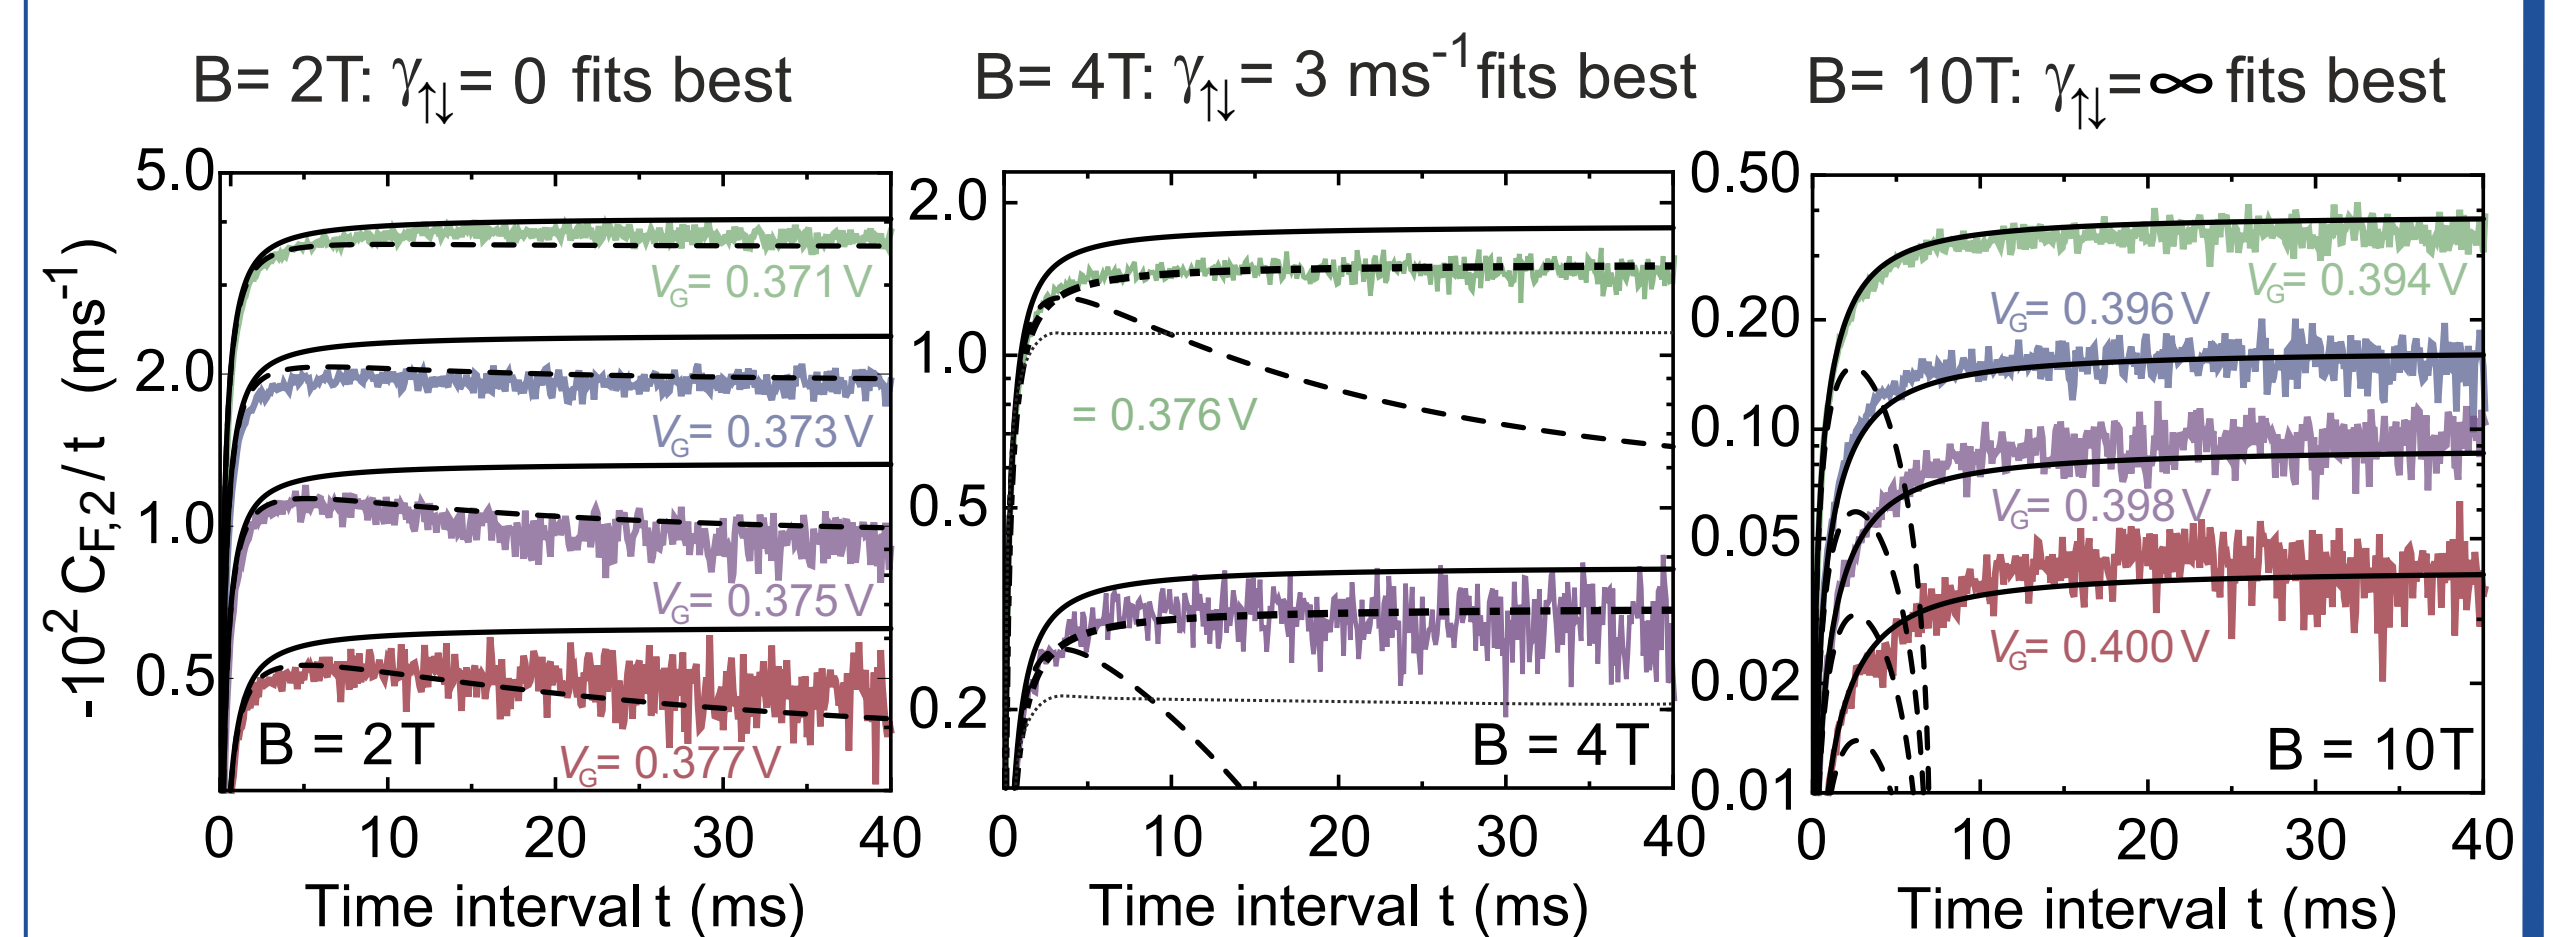 B= 2T: γ↑↓= 0 fits best
B= 4T: γ↑↓= 3 ms⁻¹ fits best
B= 10T: γ↑↓=∞ fits best
-10² C_F,2 / t (ms⁻¹)
5.0
2.0
1.0
0.5
V_G= 0.371 V
V_G= 0.373 V
V_G= 0.375 V
V_G= 0.377 V
B = 2 T
0 10 20 30 40
Time interval t (ms)
2.0
1.0
0.5
0.2
= 0.376 V
B = 4 T
0 10 20 30 40
Time interval t (ms)
0.50
0.20
0.10
0.05
0.02
0.01
V_G= 0.394 V
V_G= 0.396 V
V_G= 0.398 V
V_G= 0.400 V
B = 10 T
0 10 20 30 40
Time interval t (ms)